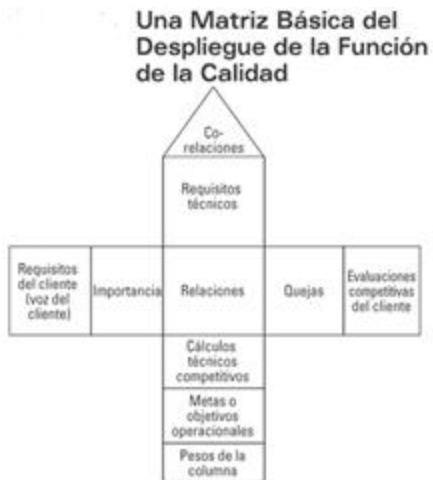 Una Matriz Básica del
Despliegue de la Función
de la Calidad
Co-
relaciones
Requisitos
técnicos
Requisitos
del cliente
(voz del
cliente)
Importancia
Relaciones
Quejas
Evaluaciones
competitivas
del cliente
Cálculos
técnicos
competitivos
Metas o
objetivos
operacionales
Pesos de la
columna